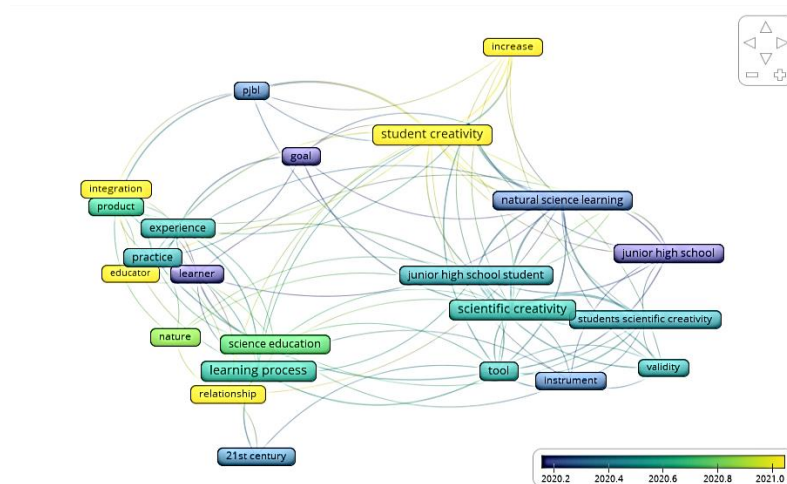 increase
pjbl
student creativity
goal
integration
natural science learning
product
experience
junior high school
practice
educator
learner
junior high school student
scientific creativity
students scientific creativity
nature
science education
learning process
tool
validity
instrument
relationship
21st century
2020.2 2020.4 2020.6 2020.8 2021.0